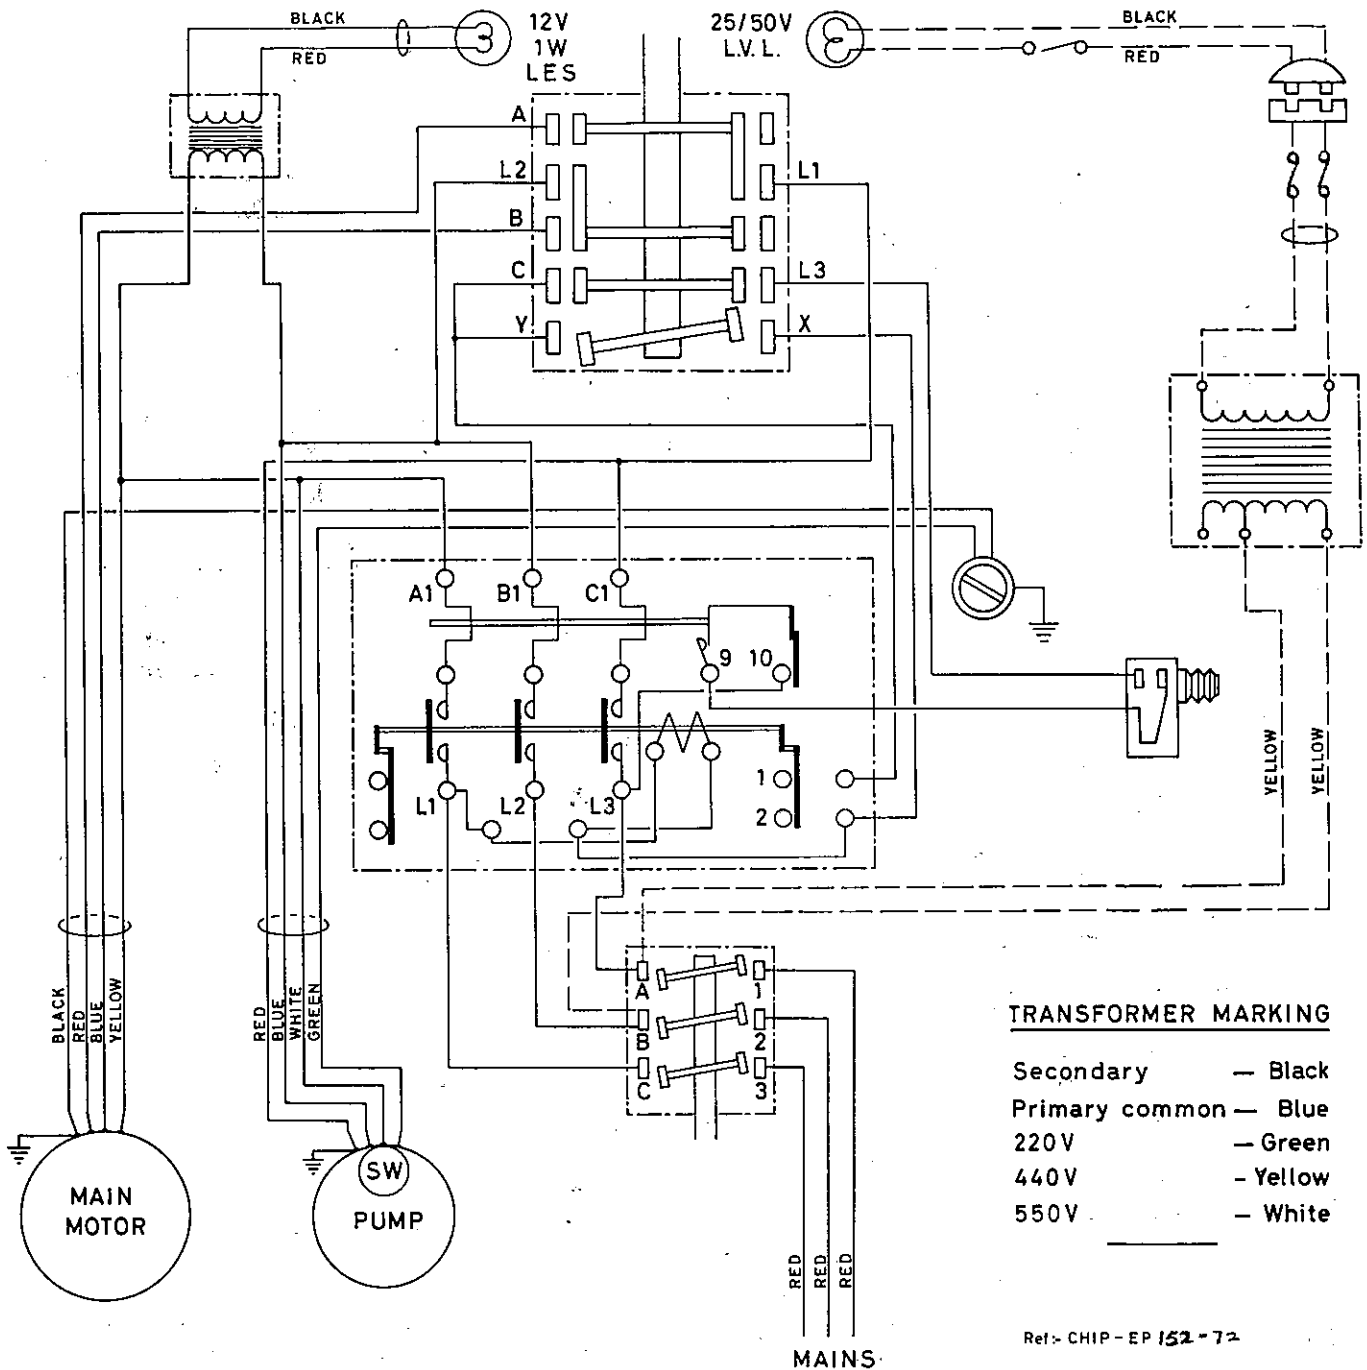 BLACK
RED
12V
1W
LES
25/50V
L.V.L.
BLACK
RED
A
L2
L1
B
C
L3
Y
X
A1
B1
C1
9
10
L1
L2
L3
1
2
YELLOW
YELLOW
BLACK
RED
BLUE
YELLOW
RED
BLUE
WHITE
GREEN
A
1
B
2
C
3
MAIN
MOTOR
SW
PUMP
RED
RED
RED
MAINS
TRANSFORMER MARKING
Secondary — Black
Primary common — Blue
220V — Green
440V - Yellow
550V — White
Ref:- CHIP-EP 152-72